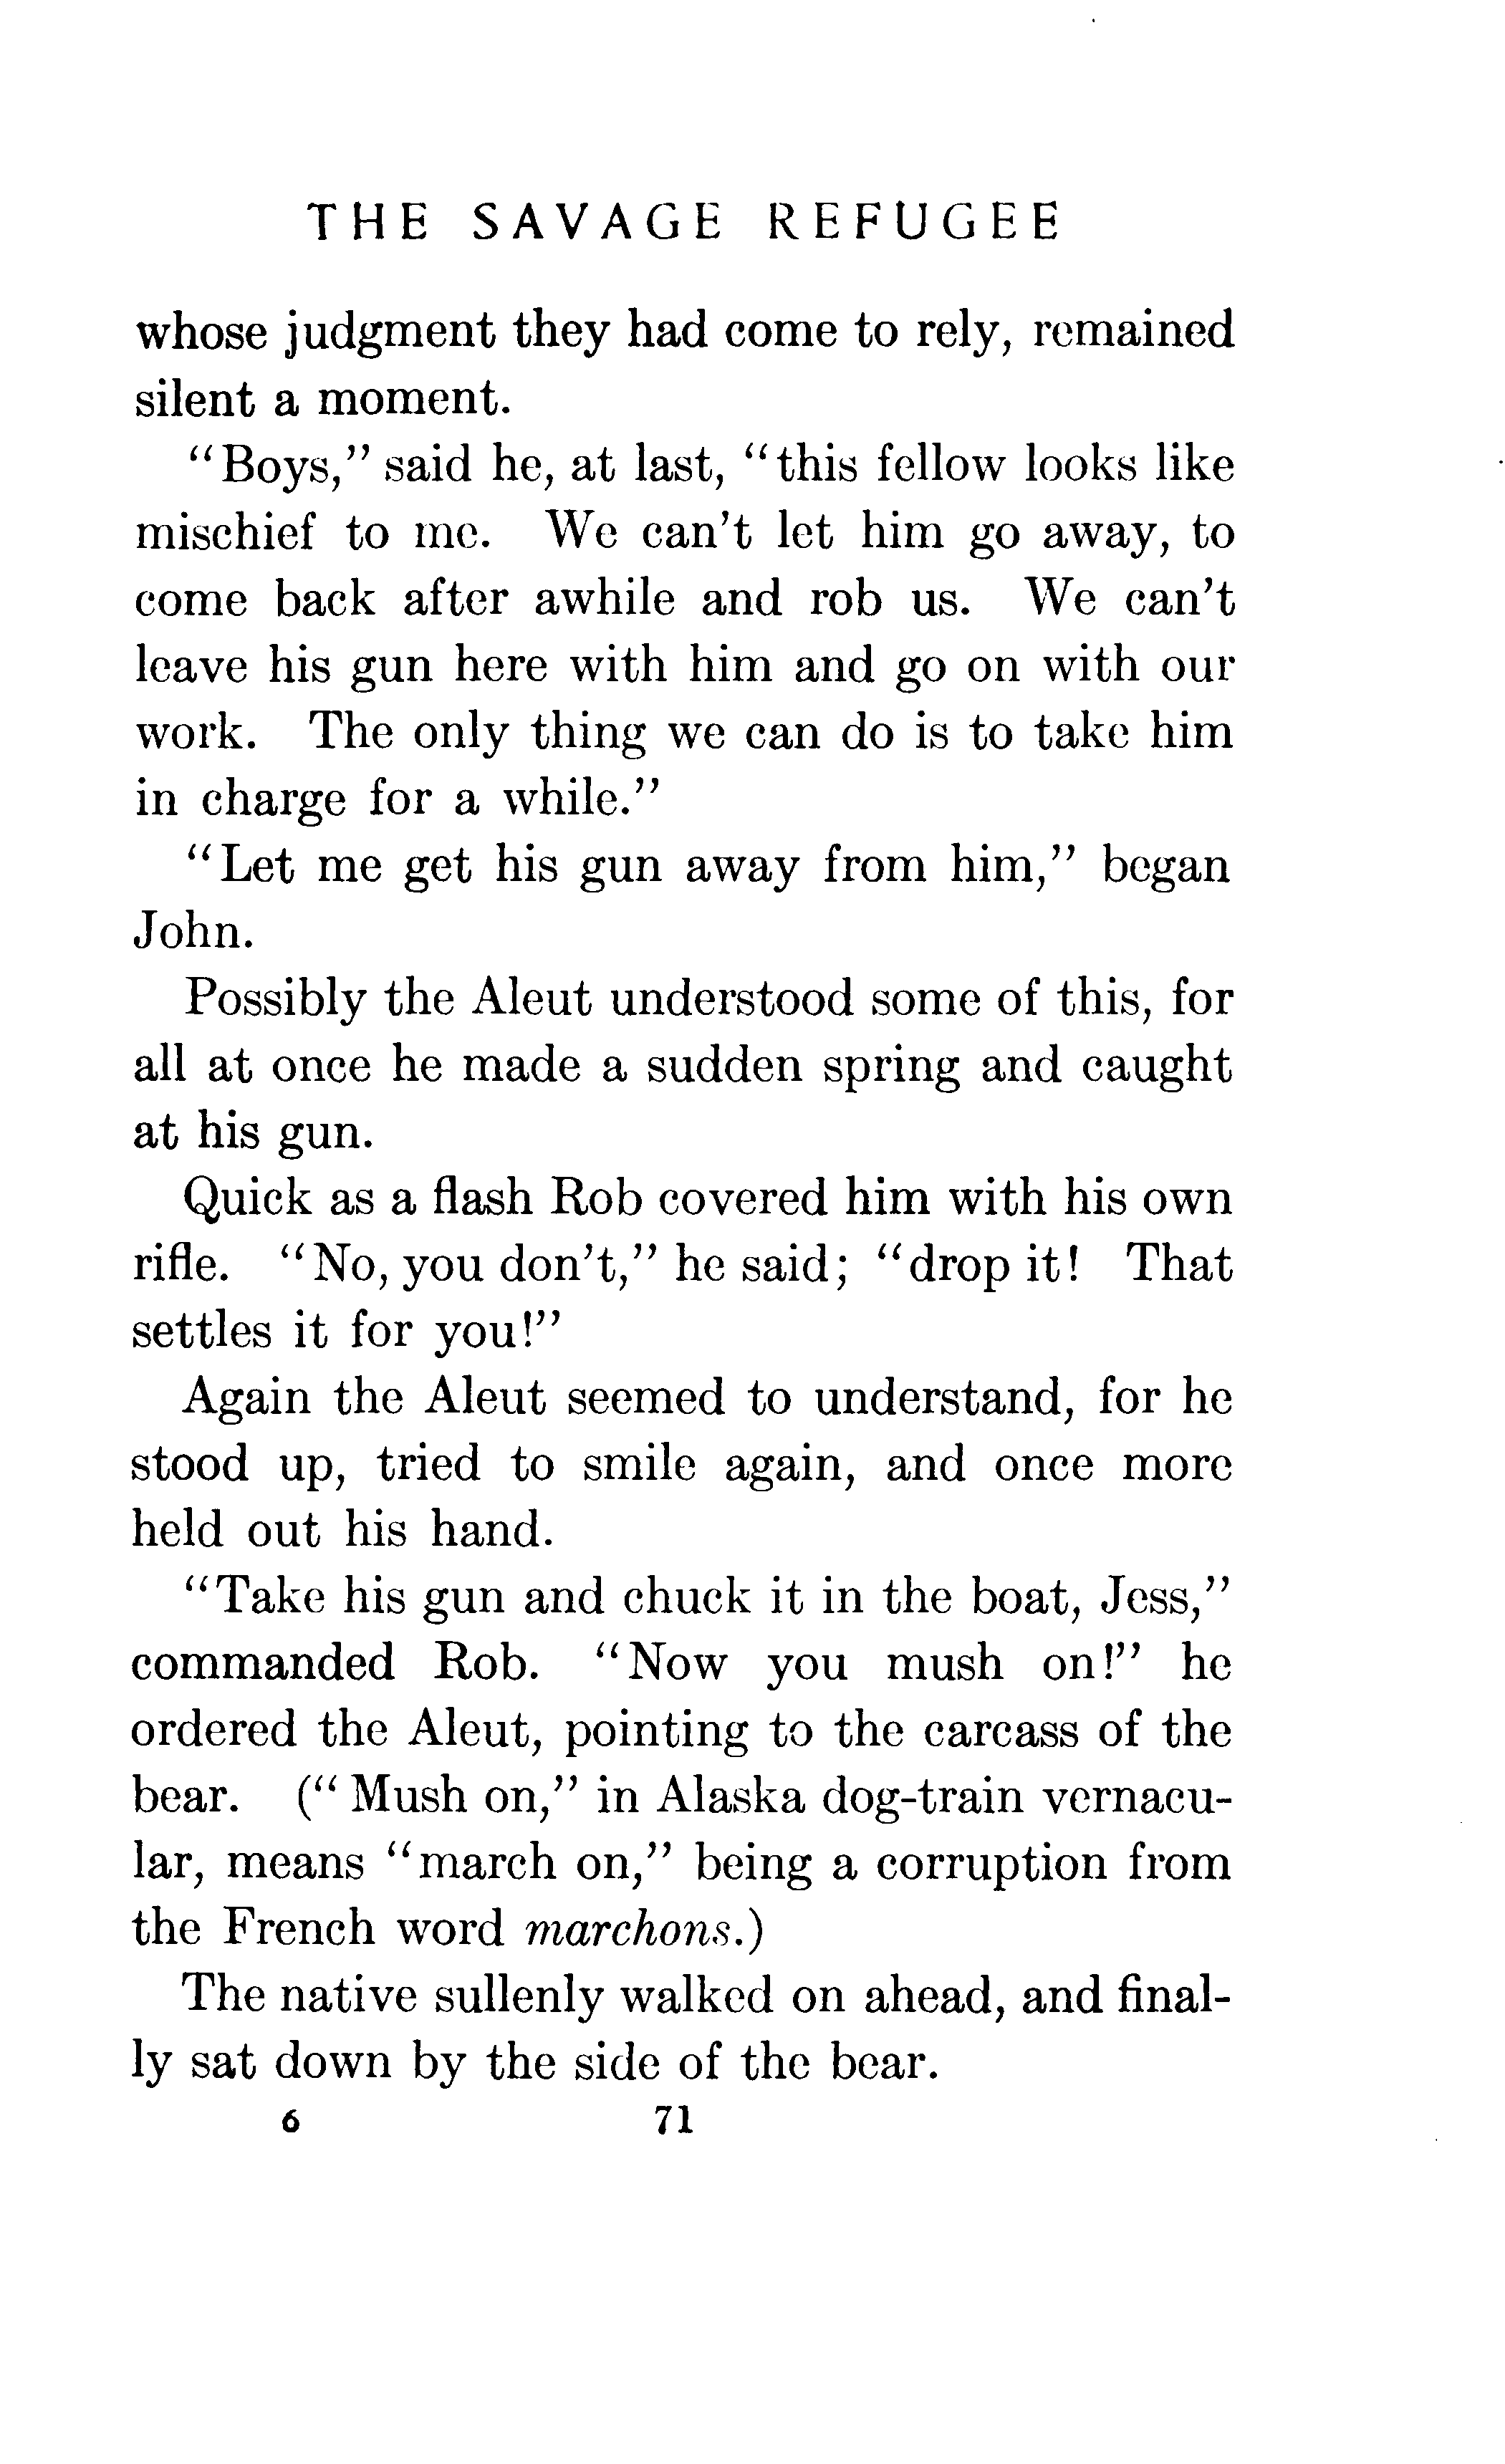 THE SAVAGE REFUGEE
whose judgment they had come to rely, remained
silent a moment.
"Boys," said he, at last, "this fellow looks like
mischief to me. We can't let him go away, to
come back after awhile and rob us. We can't
leave his gun here with him and go on with our
work. The only thing we can do is to take him
in charge for a while."
"Let me get his gun away from him," began
John.
Possibly the Aleut understood some of this, for
all at once he made a sudden spring and caught
at his gun.
Quick as a flash Rob covered him with his own
rifle. "No, you don't," he said; "drop it! That
settles it for you!"
Again the Aleut seemed to understand, for he
stood up, tried to smile again, and once more
held out his hand.
"Take his gun and chuck it in the boat, Jess,"
commanded Rob. "Now you mush on!" he
ordered the Aleut, pointing to the carcass of the
bear. ("Mush on," in Alaska dog-train vernacu-
lar, means "march on," being a corruption from
the French word marchons.)
The native sullenly walked on ahead, and final-
ly sat down by the side of the bear.
6 71